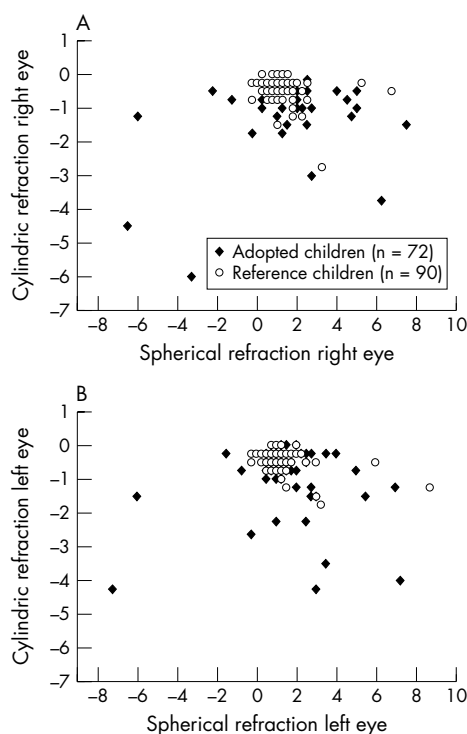 A
1
0
−1
−2
−3
−4
−5
−6
−7
Cylindric refraction right eye
Adopted children (n = 72)
Reference children (n = 90)
−8 −6 −4 −2 0 2 4 6 8 10
Spherical refraction right eye
B
1
0
−1
−2
−3
−4
−5
−6
−7
Cylindric refraction left eye
−8 −6 −4 −2 0 2 4 6 8 10
Spherical refraction left eye